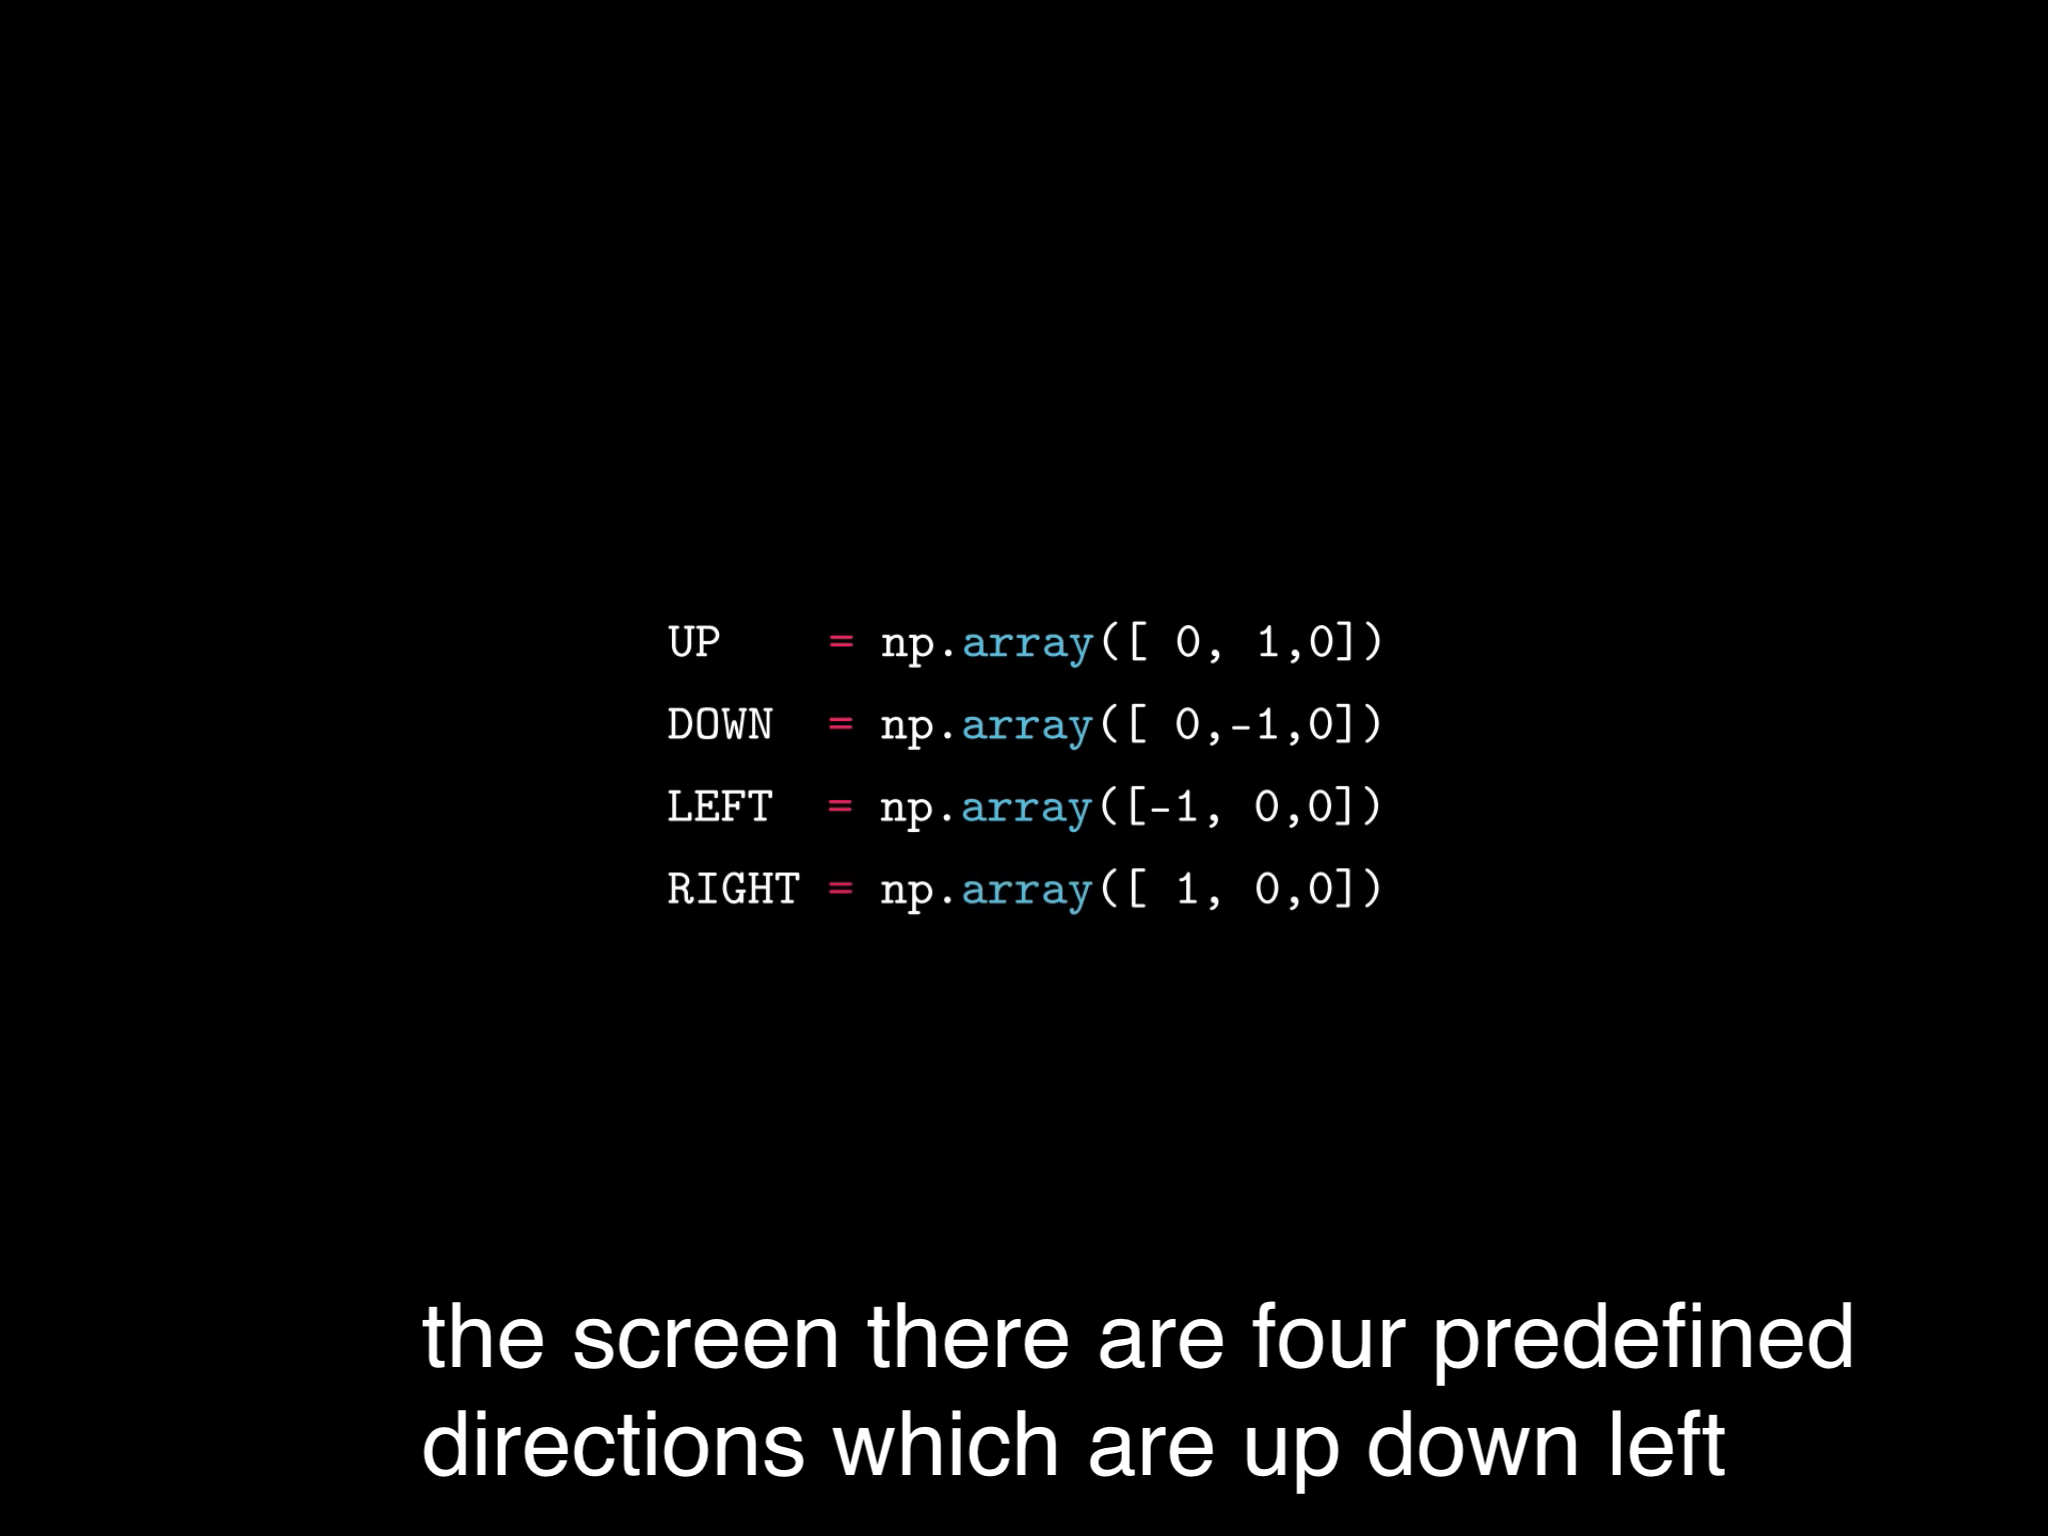 UP    = np.array([ 0, 1,0])
DOWN  = np.array([ 0,-1,0])
LEFT  = np.array([-1, 0,0])
RIGHT = np.array([ 1, 0,0])
the screen there are four predefined
directions which are up down left